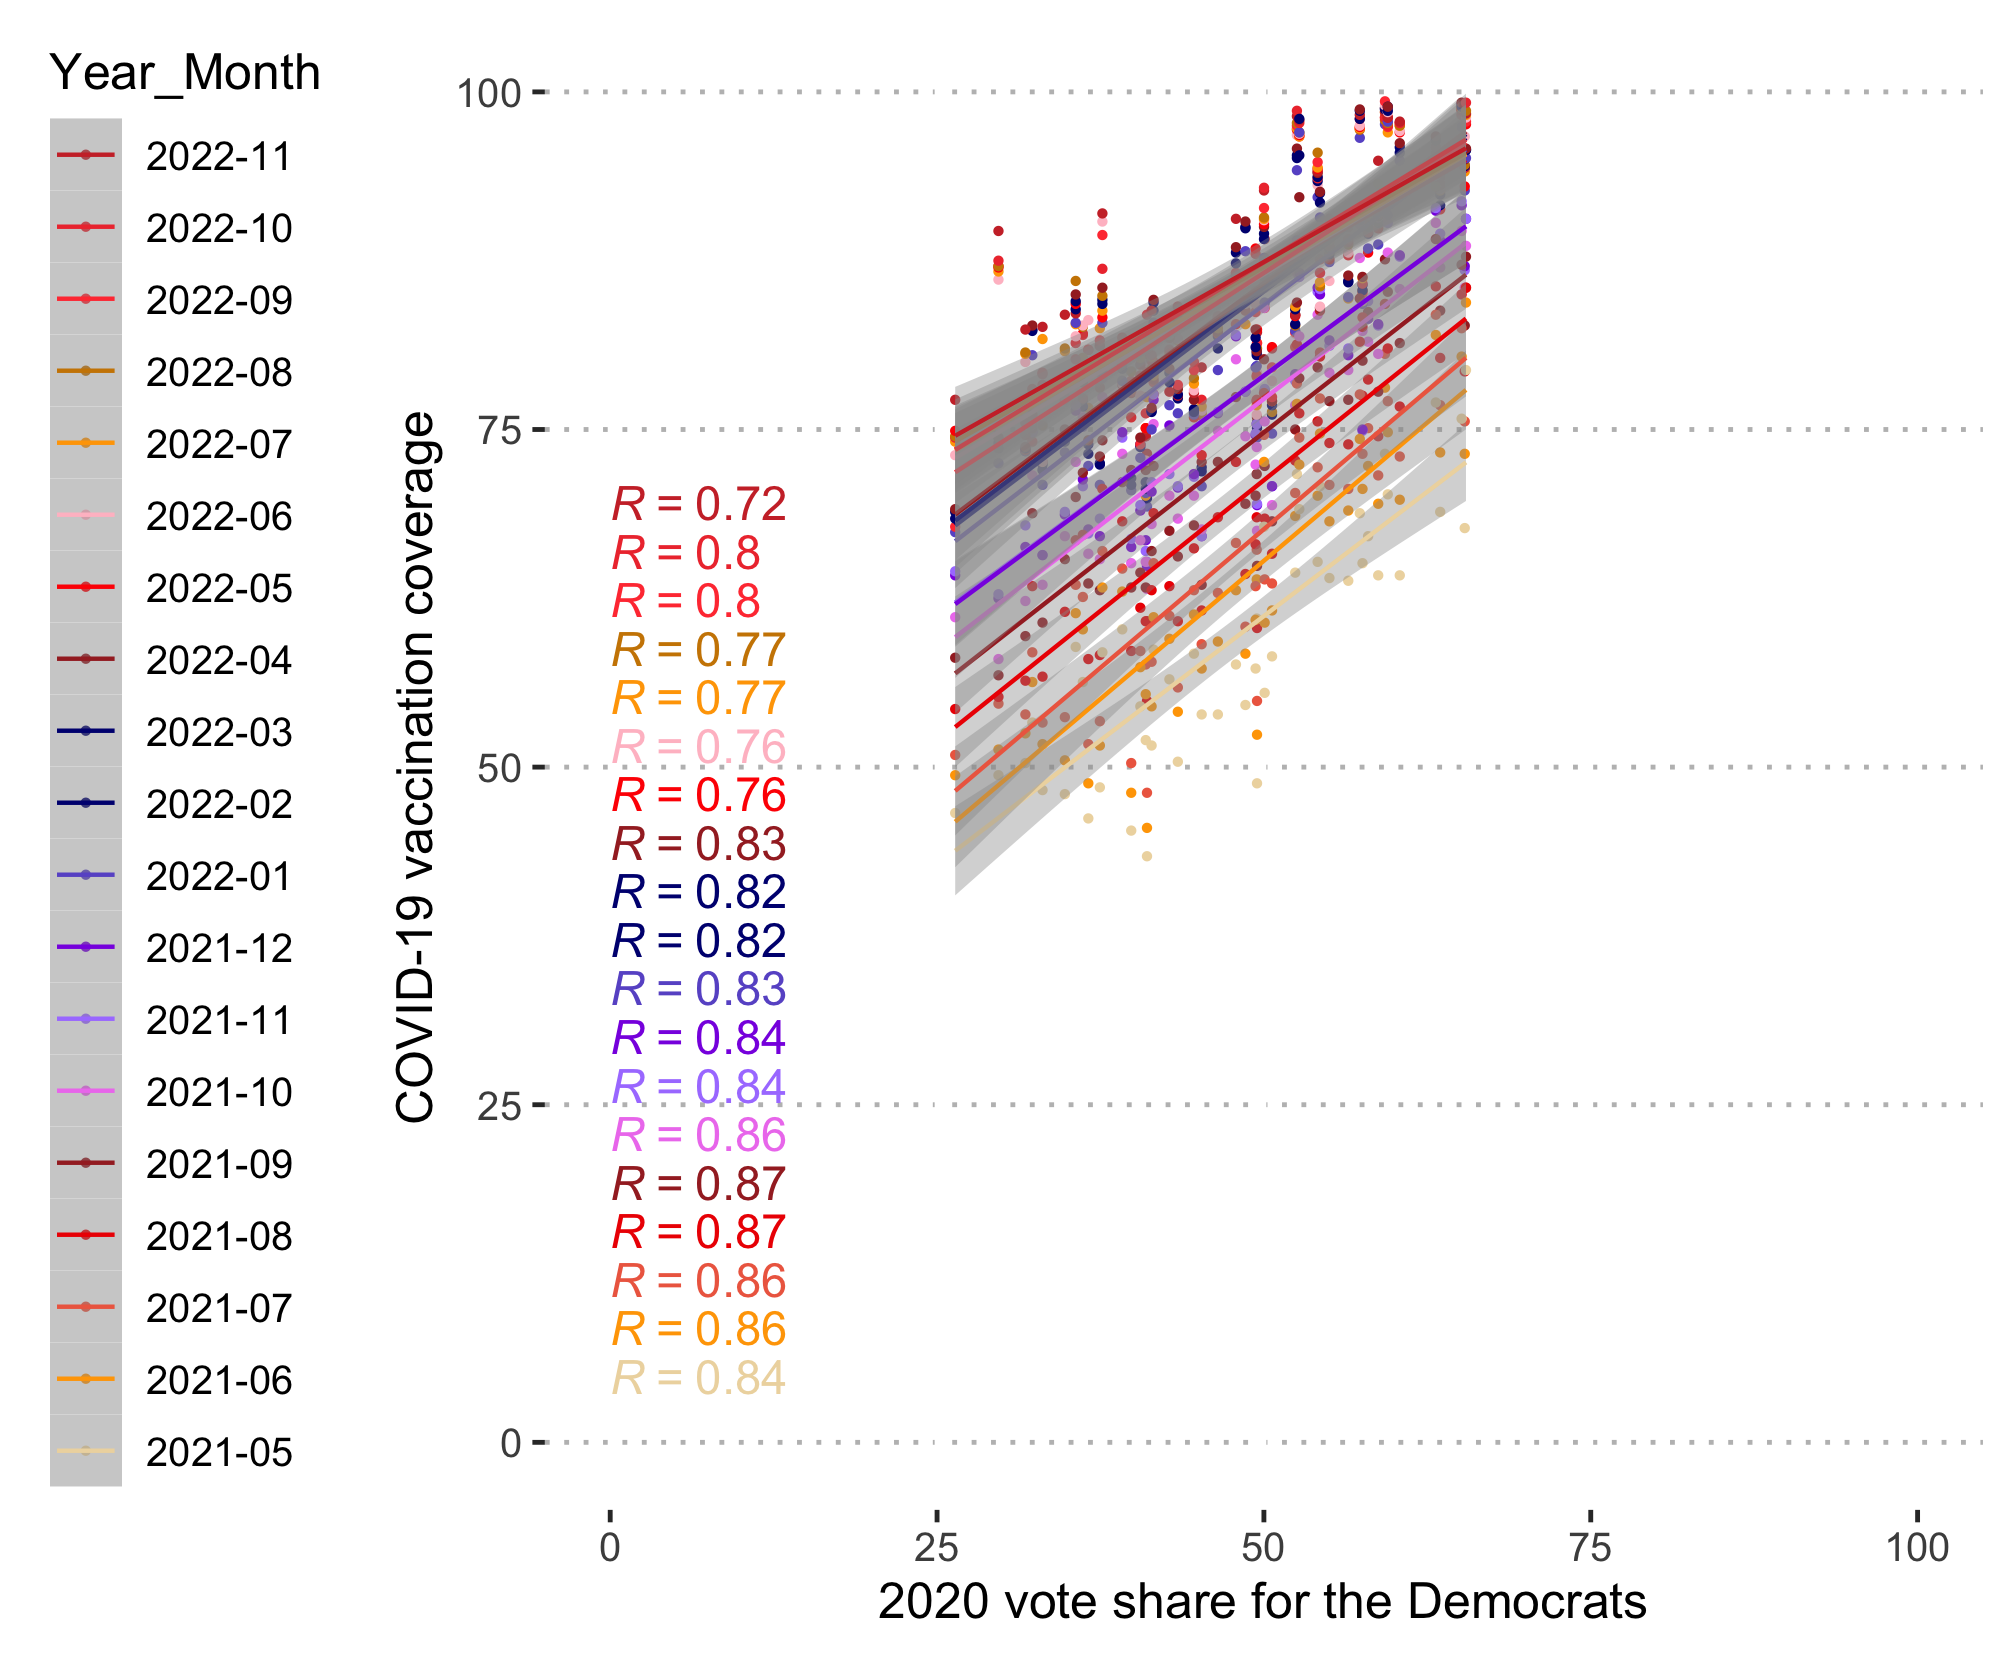 Year_Month
2022-11
2022-10
2022-09
2022-08
2022-07
2022-06
2022-05
2022-04
2022-03
2022-02
2022-01
2021-12
2021-11
2021-10
2021-09
2021-08
2021-07
2021-06
2021-05
COVID-19 vaccination coverage
100
75
50
25
0
R = 0.72
R = 0.8
R = 0.8
R = 0.77
R = 0.77
R = 0.76
R = 0.76
R = 0.83
R = 0.82
R = 0.82
R = 0.83
R = 0.84
R = 0.84
R = 0.86
R = 0.87
R = 0.87
R = 0.86
R = 0.86
R = 0.84
0 25 50 75 100
2020 vote share for the Democrats